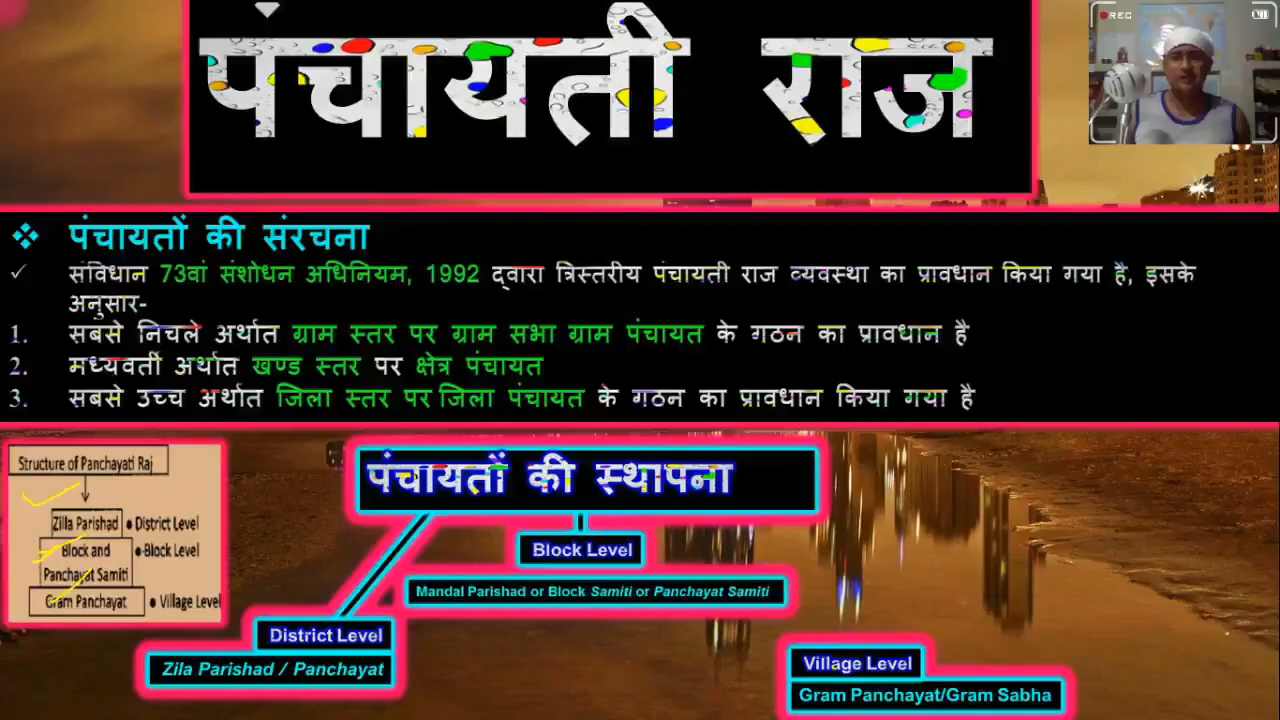 पंचायती राज
REC
❖ पंचायतों की संरचना
✓ संविधान 73वां संशोधन अधिनियम, 1992 द्वारा त्रिस्तरीय पंचायती राज व्यवस्था का प्रावधान किया गया है, इसके
अनुसार-
1. सबसे निचले अर्थात ग्राम स्तर पर ग्राम सभा ग्राम पंचायत के गठन का प्रावधान है
2. मध्यवर्ती अर्थात खण्ड स्तर पर क्षेत्र पंचायत
3. सबसे उच्च अर्थात जिला स्तर पर जिला पंचायत के गठन का प्रावधान किया गया है
Structure of Panchayati Raj
Zilla Parishad ● District Level
Block and ●-Block Level
Panchayat Samiti
Gram Panchayat ● Village Level
पंचायतों की स्थापना
Block Level
Mandal Parishad or Block Samiti or Panchayat Samiti
District Level
Zila Parishad / Panchayat
Village Level
Gram Panchayat/Gram Sabha